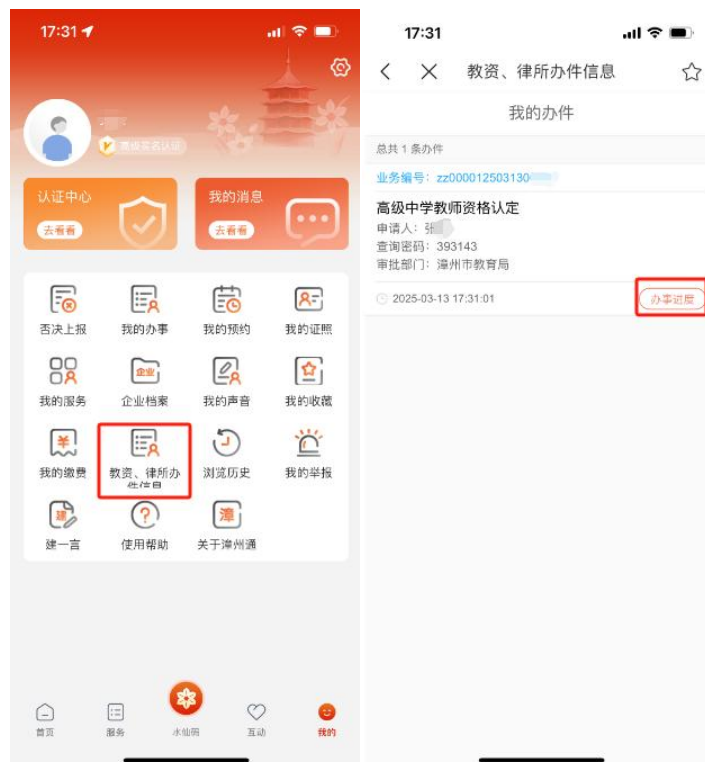 17:31
高级实名认证
认证中心
去看看
我的消息
去看看
否决上报
我的办事
我的预约
我的证照
我的服务
企业
企业档案
我的声音
我的收藏
我的缴费
教资、律所办
件信息
浏览历史
我的举报
建
建一言
使用帮助
漳
关于漳州通
首页
服务
水仙码
互动
我的
17:31
教资、律所办件信息
我的办件
总共 1 条办件
业务编号：zz000012503130
高级中学教师资格认定
申请人：张
查询密码：393143
审批部门：漳州市教育局
2025-03-13 17:31:01
办事进度